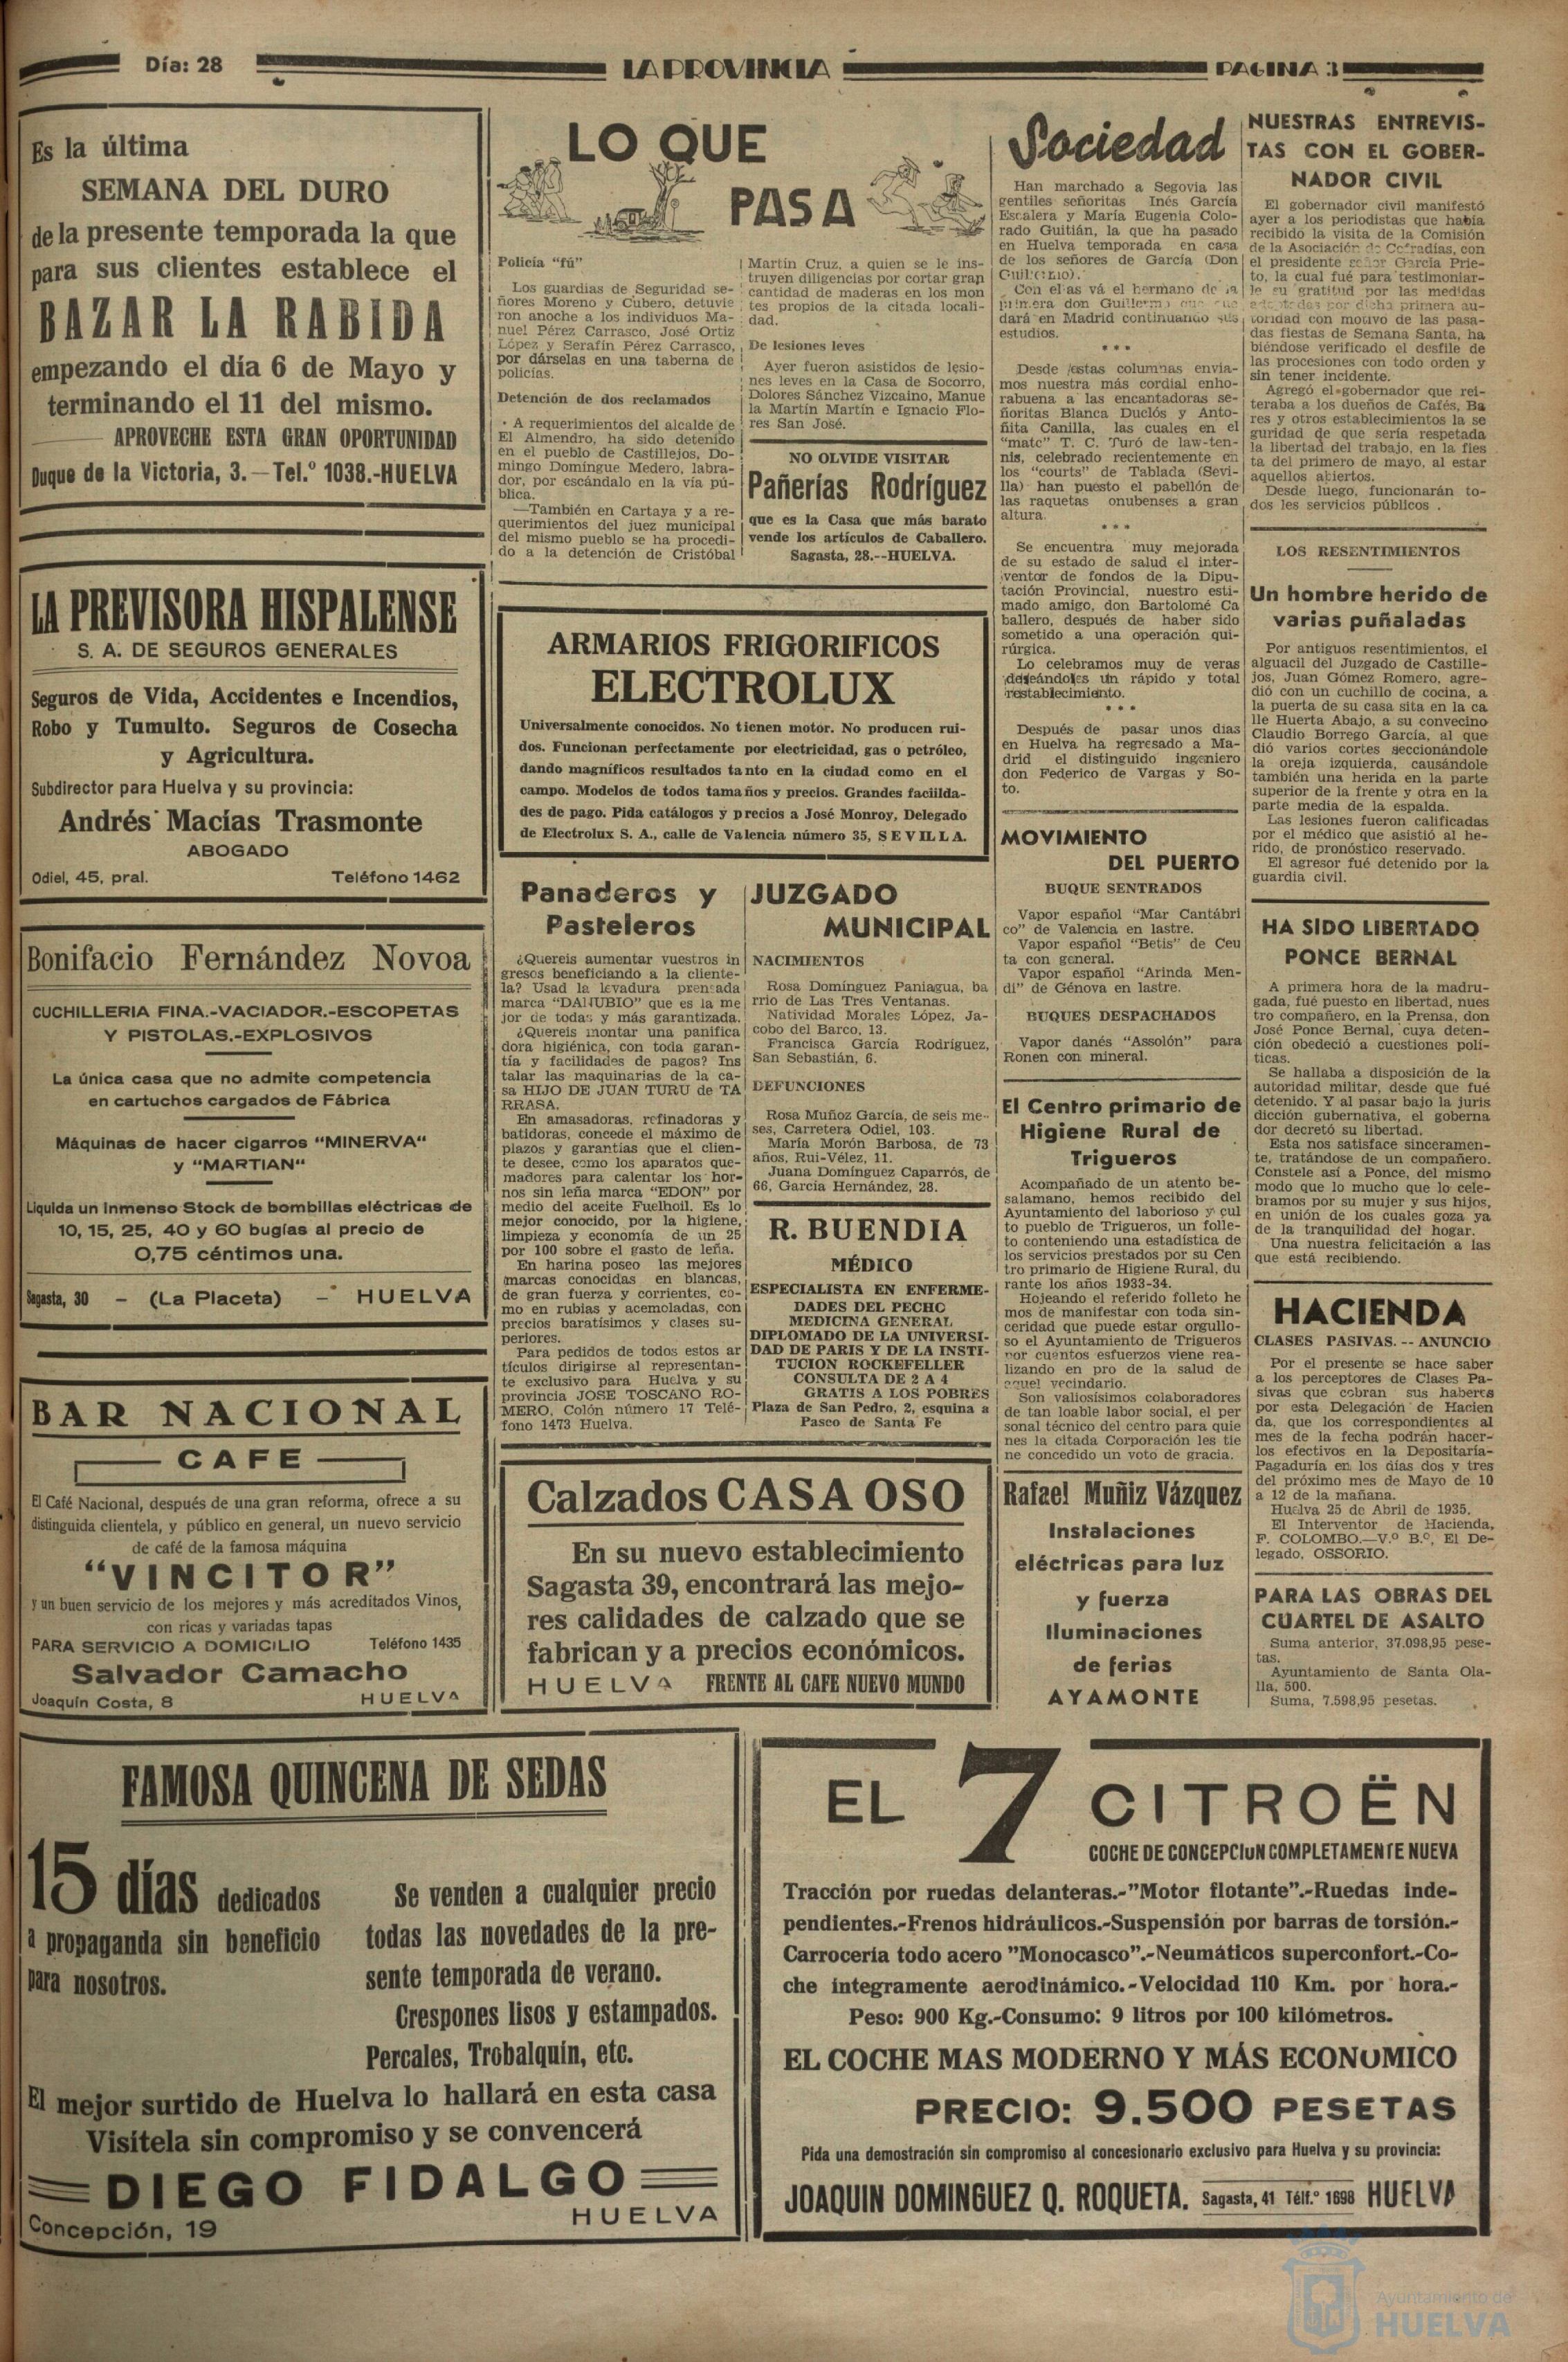 Día: 28
LA PROVINCIA
PAGINA 3
Es la última
SEMANA DEL DURO
de la presente temporada la que
para sus clientes establece el
BAZAR LA RABIDA
empezando el día 6 de Mayo y
terminando el 11 del mismo.
APROVECHE ESTA GRAN OPORTUNIDAD
Duque de la Victoria, 3.—Tel.º 1038.-HUELVA
LA PREVISORA HISPALENSE
S. A. DE SEGUROS GENERALES
Seguros de Vida, Accidentes e Incendios,
Robo y Tumulto. Seguros de Cosecha
y Agricultura.
Subdirector para Huelva y su provincia:
Andrés Macías Trasmonte
ABOGADO
Odiel, 45, pral.
Teléfono 1462
Bonifacio Fernández Novoa
CUCHILLERIA FINA.-VACIADOR.-ESCOPETAS
Y PISTOLAS.-EXPLOSIVOS
La única casa que no admite competencia
en cartuchos cargados de Fábrica
Máquinas de hacer cigarros "MINERVA"
y "MARTIAN"
Liquida un inmenso Stock de bombillas eléctricas de
10, 15, 25, 40 y 60 bugías al precio de
0,75 céntimos una.
Sagasta, 30 - (La Placeta) - HUELVA
BAR NACIONAL
CAFE
El Café Nacional, después de una gran reforma, ofrece a su
distinguida clientela, y público en general, un nuevo servicio
de café de la famosa máquina
"VINCITOR"
y un buen servicio de los mejores y más acreditados Vinos,
con ricas y variadas tapas
PARA SERVICIO A DOMICILIO
Teléfono 1435
Salvador Camacho
Joaquín Costa, 8
HUELVA
LO QUE
PASA
Policía "fú"
Los guardias de Seguridad se-
ñores Moreno y Cubero, detuvie
ron anoche a los individuos Ma-
nuel Pérez Carrasco, José Ortiz
López y Serafín Pérez Carrasco,
por dárselas en una taberna de
policías.
Detención de dos reclamados
A requerimientos del alcalde de
El Almendro, ha sido detenido
en el pueblo de Castillejos, Do-
mingo Domingue Medero, labra-
dor, por escándalo en la vía pú-
blica.
—También en Cartaya y a re-
querimientos del juez municipal
del mismo pueblo se ha procedi-
do a la detención de Cristóbal
Martín Cruz, a quien se le ins-
truyen diligencias por cortar gran
cantidad de maderas en los mon
tes propios de la citada locali-
dad.
De lesiones leves
Ayer fueron asistidos de lesio-
nes leves en la Casa de Socorro,
Dolores Sánchez Vizcaíno, Manue
la Martín Martín e Ignacio Flo-
res San José.
NO OLVIDE VISITAR
Pañerías Rodríguez
que es la Casa que más barato
vende los artículos de Caballero.
Sagasta, 28.--HUELVA.
ARMARIOS FRIGORIFICOS
ELECTROLUX
Universalmente conocidos. No tienen motor. No producen rui-
dos. Funcionan perfectamente por electricidad, gas o petróleo,
dando magníficos resultados tanto en la ciudad como en el
campo. Modelos de todos tamaños y precios. Grandes faciilda-
des de pago. Pida catálogos y precios a José Monroy, Delegado
de Electrolux S. A., calle de Valencia número 35, SEVILLA.
Panaderos y
Pasteleros
¿Quereis aumentar vuestros in
gresos beneficiando a la cliente-
la? Usad la levadura prensada
marca "DANUBIO" que es la me
jor de todas y más garantizada.
¿Quereis montar una panifica
dora higiénica, con toda garan-
tía y facilidades de pagos? Ins
talar las maquinarias de la ca-
sa HIJO DE JUAN TURU de TA
RRASA.
En amasadoras, refinadoras y
batidoras, concede el máximo de
plazos y garantías que el clien-
te desee, como los aparatos que-
madores para calentar los hor-
nos sin leña marca "EDON" por
medio del aceite Fuelhoil. Es lo
mejor conocido, por la higiene,
limpieza y economía de un 25
por 100 sobre el gasto de leña.
En harina poseo las mejores
marcas conocidas en blancas,
de gran fuerza y corrientes, co-
mo en rubias y acemoladas, con
precios baratísimos y clases su-
periores.
Para pedidos de todos estos ar
tículos dirigirse al representan-
te exclusivo para Huelva y su
provincia JOSE TOSCANO RO-
MERO, Colón número 17 Telé-
fono 1473 Huelva.
JUZGADO
MUNICIPAL
NACIMIENTOS
Rosa Domínguez Paniagua, ba
rrio de Las Tres Ventanas.
Natividad Morales López, Ja-
cobo del Barco, 13.
Francisca García Rodríguez,
San Sebastián, 6.
DEFUNCIONES
Rosa Muñoz García, de seis me-
ses, Carretera Odiel, 103.
María Morón Barbosa, de 73
años, Rui-Vélez, 11.
Juana Domínguez Caparrós, de
66, García Hernández, 28.
R. BUENDIA
MÉDICO
ESPECIALISTA EN ENFERME-
DADES DEL PECHO
MEDICINA GENERAL
DIPLOMADO DE LA UNIVERSI-
DAD DE PARIS Y DE LA INSTI-
TUCION ROCKEFELLER
CONSULTA DE 2 A 4
GRATIS A LOS POBRES
Plaza de San Pedro, 2, esquina a
Paseo de Santa Fe
Calzados CASA OSO
En su nuevo establecimiento
Sagasta 39, encontrará las mejo-
res calidades de calzado que se
fabrican y a precios económicos.
HUELVA FRENTE AL CAFE NUEVO MUNDO
Sociedad
Han marchado a Segovia las
gentiles señoritas Inés García
Escalera y María Eugenia Colo-
rado Guitián, la que ha pasado
en Huelva temporada en casa
de los señores de García (Don
Guillermo).
Con ellas vá el hermano de la
primera don Guillermo que que
dará en Madrid continuando sus
estudios.
* * *
Desde estas columnas envia-
mos nuestra más cordial enho-
rabuena a las encantadoras se-
ñoritas Blanca Duclós y Anto-
ñita Canilla, las cuales en el
"matc" T. C. Turó de law-ten-
nis, celebrado recientemente en
los "courts" de Tablada (Sevi-
lla) han puesto el pabellón de
las raquetas onubenses a gran
altura.
* * *
Se encuentra muy mejorada
de su estado de salud el inter-
ventor de fondos de la Dipu-
tación Provincial, nuestro esti-
mado amigo, don Bartolomé Ca
ballero, después de haber sido
sometido a una operación qui-
rúrgica.
Lo celebramos muy de veras
deseándoles un rápido y total
restablecimiento.
* * *
Después de pasar unos dias
en Huelva ha regresado a Ma-
drid el distinguido ingeniero
don Federico de Vargas y So-
to.
MOVIMIENTO
DEL PUERTO
BUQUE SENTRADOS
Vapor español "Mar Cantábri
co" de Valencia en lastre.
Vapor español "Betis" de Ceu
ta con general.
Vapor español "Arinda Men-
di" de Génova en lastre.
BUQUES DESPACHADOS
Vapor danés "Assolón" para
Ronen con mineral.
El Centro primario de
Higiene Rural de
Trigueros
Acompañado de un atento be-
salamano, hemos recibido del
Ayuntamiento del laborioso y cul
to pueblo de Trigueros, un folle-
to conteniendo una estadística de
los servicios prestados por su Cen
tro primario de Higiene Rural, du
rante los años 1933-34.
Hojeando el referido folleto he
mos de manifestar con toda sin-
ceridad que puede estar orgullo-
so el Ayuntamiento de Trigueros
por cuantos esfuerzos viene rea-
lizando en pro de la salud de
aquel vecindario.
Son valiosísimos colaboradores
de tan loable labor social, el per
sonal técnico del centro para quie
nes la citada Corporación les tie
ne concedido un voto de gracia.
Rafael Muñiz Vázquez
Instalaciones
eléctricas para luz
y fuerza
Iluminaciones
de ferias
AYAMONTE
NUESTRAS ENTREVIS-
TAS CON EL GOBER-
NADOR CIVIL
El gobernador civil manifestó
ayer a los periodistas que había
recibido la visita de la Comisión
de la Asociación de Cofradías, con
el presidente señor García Prie-
to, la cual fué para testimoniar-
le su gratitud por las medidas
adoptadas por dicha primera au-
toridad con motivo de las pasa-
das fiestas de Semana Santa, ha
biéndose verificado el desfile de
las procesiones con todo orden y
sin tener incidente.
Agregó el gobernador que rei-
teraba a los dueños de Cafés, Ba
res y otros establecimientos la se
guridad de que sería respetada
la libertad del trabajo, en la fies
ta del primero de mayo, al estar
aquellos abiertos.
Desde luego, funcionarán to-
dos les servicios públicos .
LOS RESENTIMIENTOS
Un hombre herido de
varias puñaladas
Por antiguos resentimientos, el
alguacil del Juzgado de Castille-
jos, Juan Gómez Romero, agre-
dió con un cuchillo de cocina, a
la puerta de su casa sita en la ca
lle Huerta Abajo, a su convecino
Claudio Borrego García, al que
dió varios cortes seccionándole
la oreja izquierda, causándole
también una herida en la parte
superior de la frente y otra en la
parte media de la espalda.
Las lesiones fueron calificadas
por el médico que asistió al he-
rido, de pronóstico reservado.
El agresor fué detenido por la
guardia civil.
HA SIDO LIBERTADO
PONCE BERNAL
A primera hora de la madru-
gada, fué puesto en libertad, nues
tro compañero, en la Prensa, don
José Ponce Bernal, cuya deten-
ción obedeció a cuestiones polí-
ticas.
Se hallaba a disposición de la
autoridad militar, desde que fué
detenido. Y al pasar bajo la juris
dicción gubernativa, el goberna
dor decretó su libertad.
Esta nos satisface sinceramen-
te, tratándose de un compañero.
Constele así a Ponce, del mismo
modo que lo mucho que lo cele-
bramos por su mujer y sus hijos,
en unión de los cuales goza ya
de la tranquilidad del hogar.
Una nuestra felicitación a las
que está recibiendo.
HACIENDA
CLASES PASIVAS. -- ANUNCIO
Por el presente se hace saber
a los perceptores de Clases Pa-
sivas que cobran sus haberes
por esta Delegación de Hacien
da, que los correspondientes al
mes de la fecha podrán hacer-
los efectivos en la Depositaría-
Pagaduría en los días dos y tres
del próximo mes de Mayo de 10
a 12 de la mañana.
Huelva 25 de Abril de 1935.
El Interventor de Hacienda,
F. COLOMBO.—V.º B.º, El De-
legado, OSSORIO.
PARA LAS OBRAS DEL
CUARTEL DE ASALTO
Suma anterior, 37.098,95 pese-
tas.
Ayuntamiento de Santa Ola-
lla, 500.
Suma, 7.598,95 pesetas.
FAMOSA QUINCENA DE SEDAS
15 días dedicados
a propaganda sin beneficio
para nosotros.
Se venden a cualquier precio
todas las novedades de la pre-
sente temporada de verano.
Crespones lisos y estampados.
Percales, Trobalquín, etc.
El mejor surtido de Huelva lo hallará en esta casa
Visítela sin compromiso y se convencerá
DIEGO FIDALGO
HUELVA
Concepción, 19
EL 7 CITROËN
COCHE DE CONCEPCIÓN COMPLETAMENTE NUEVA
Tracción por ruedas delanteras.-"Motor flotante".-Ruedas inde-
pendientes.-Frenos hidráulicos.-Suspensión por barras de torsión.-
Carrocería todo acero "Monocasco".-Neumáticos superconfort.-Co-
che integramente aerodinámico.-Velocidad 110 Km. por hora.-
Peso: 900 Kg.-Consumo: 9 litros por 100 kilómetros.
EL COCHE MAS MODERNO Y MÁS ECONOMICO
PRECIO: 9.500 PESETAS
Pida una demostración sin compromiso al concesionario exclusivo para Huelva y su provincia:
JOAQUIN DOMINGUEZ Q. ROQUETA. Sagasta, 41 Télf.º 1698 HUELVA
Ayuntamiento de
HUELVA